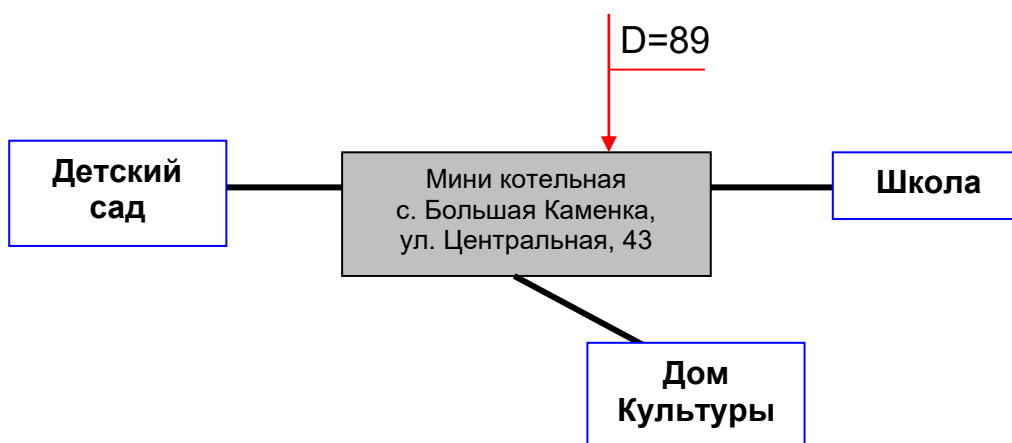 D=89
Детский
сад
Мини котельная
с. Большая Каменка,
ул. Центральная, 43
Школа
Дом
Культуры